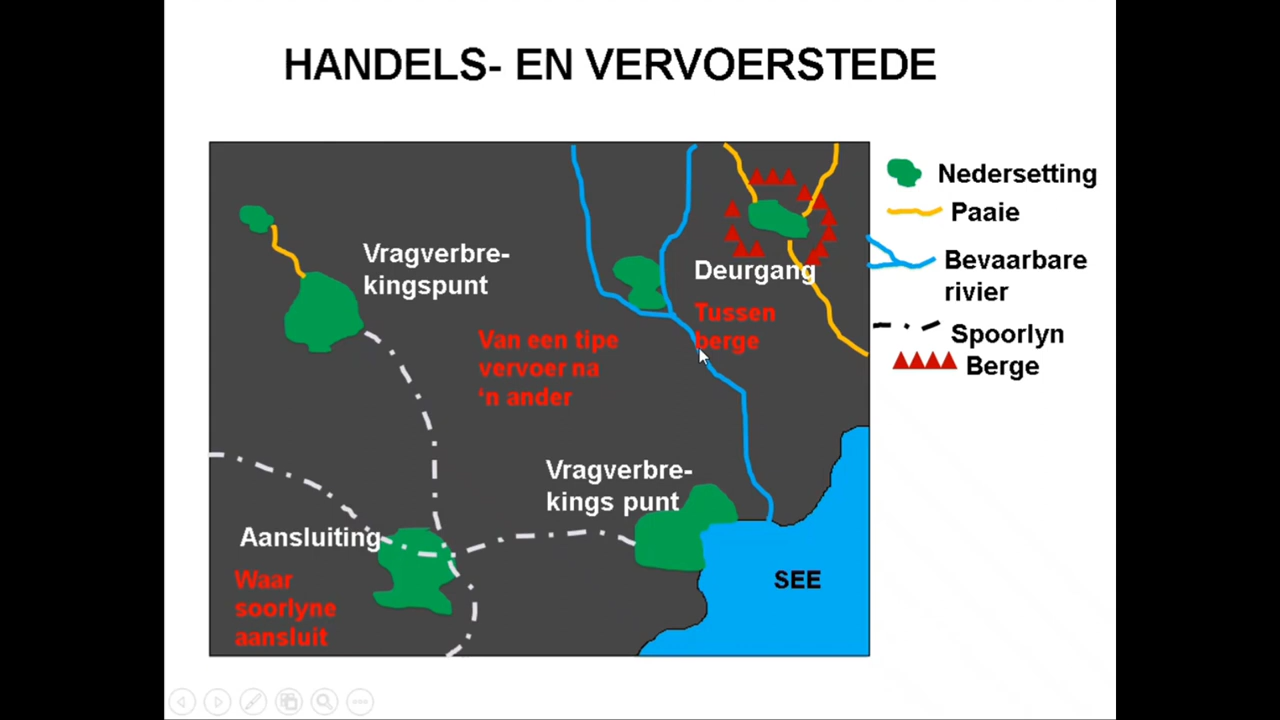 HANDELS- EN VERVOERSTEDE
Nedersetting
Paaie
Bevaarbare
rivier
Spoorlyn
Berge
Vragverbre-
kingspunt
Deurgang
Tussen
berge
Van een tipe
vervoer na
‘n ander
Vragverbre-
kings punt
Aansluiting
Waar
soorlyne
aansluit
SEE